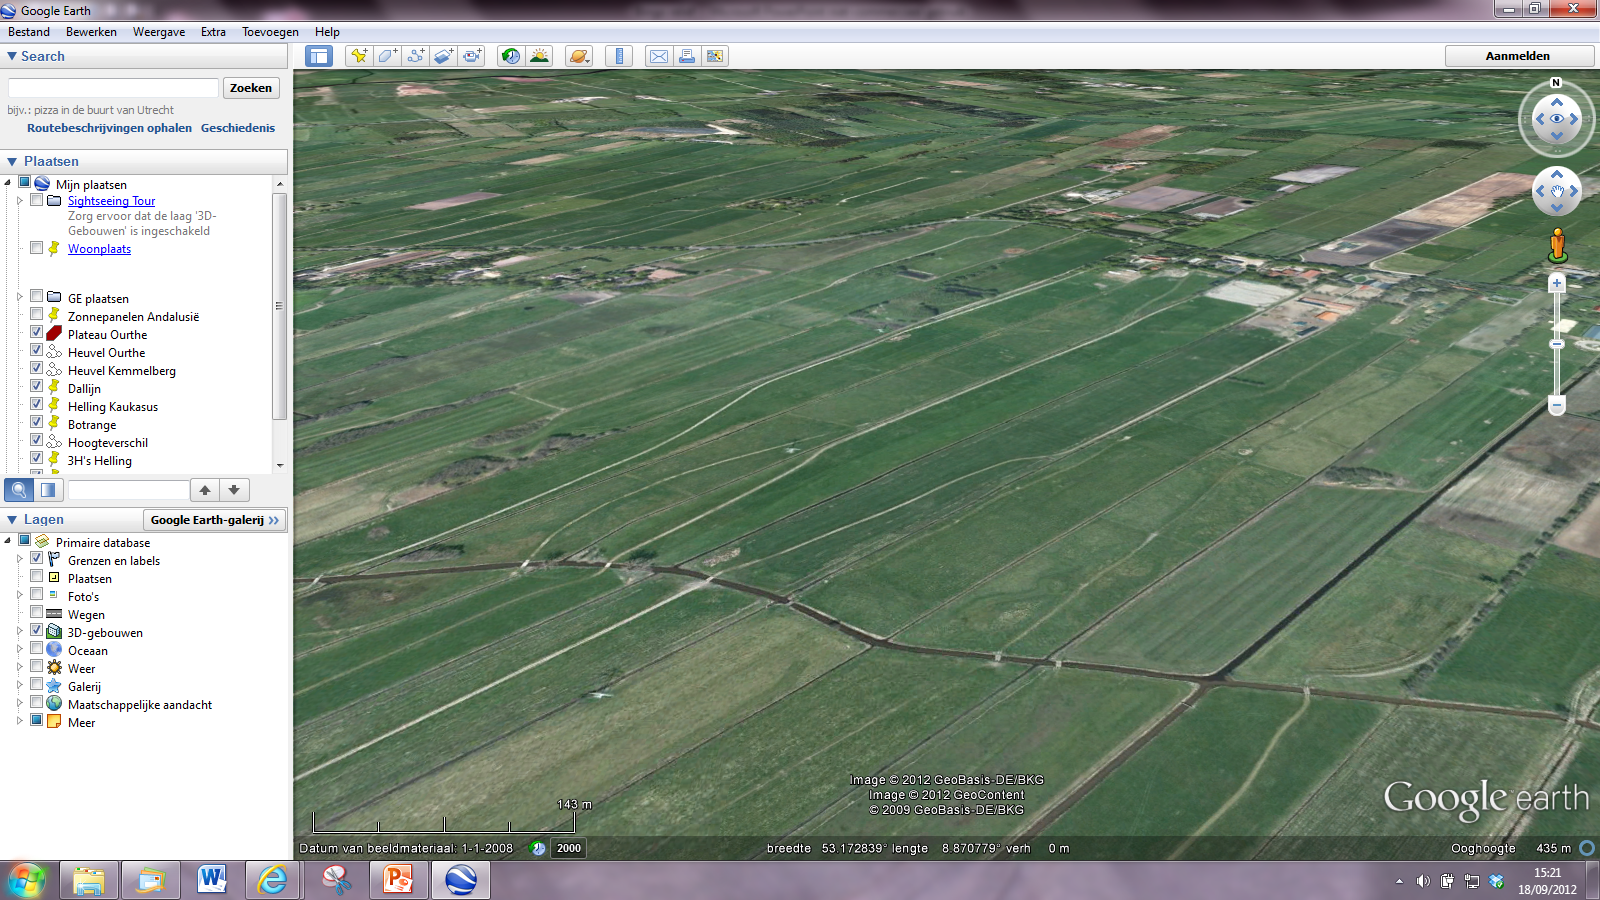 Google Earth
Bestand Bewerken Weergave Extra Toevoegen Help
Search
Aanmelden
Zoeken
bijv.: pizza in de buurt van Utrecht
Routebeschrijvingen ophalen Geschiedenis
Plaatsen
Mijn plaatsen
Sightseeing Tour
Zorg ervoor dat de laag '3D-
Gebouwen' is ingeschakeld
Woonplaats
GE plaatsen
Zonnepanelen Andalusië
Plateau Ourthe
Heuvel Ourthe
Heuvel Kemmelberg
Dallijn
Helling Kaukasus
Botrange
Hoogteverschil
3H's Helling
Lagen
Google Earth-galerij >>
Primaire database
Grenzen en labels
Plaatsen
Foto's
Wegen
3D-gebouwen
Oceaan
Weer
Galerij
Maatschappelijke aandacht
Meer
N
143 m
Image © 2012 GeoBasis-DE/BKG
Image © 2012 GeoContent
© 2009 GeoBasis-DE/BKG
Google earth
Datum van beeldmateriaal: 1-1-2008 2000 breedte 53.172839° lengte 8.870779° verh 0 m Ooghoogte 435 m
15:21
18/09/2012